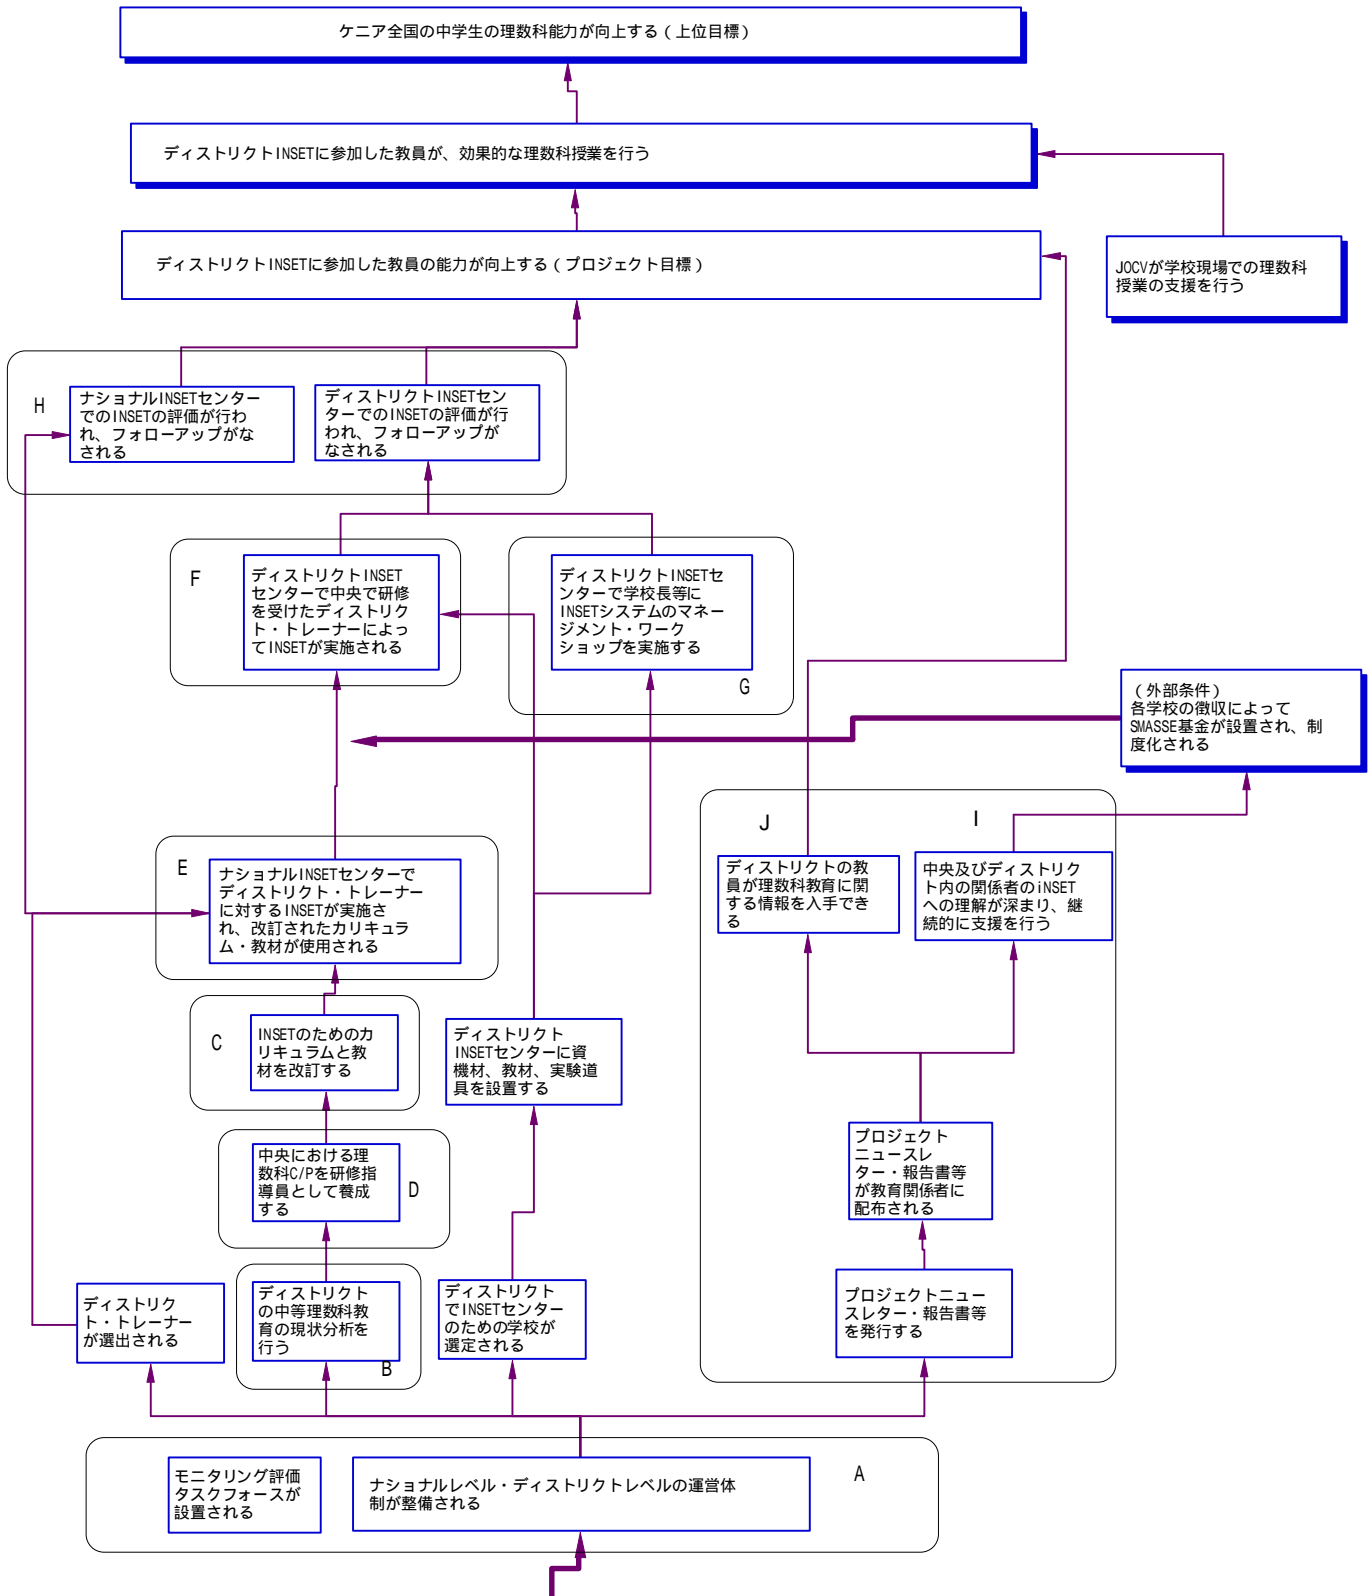 ケニア全国の中学生の理数科能力が向上する(上位目標)
ディストリクトINSETに参加した教員が、効果的な理数科授業を行う
ディストリクトINSETに参加した教員の能力が向上する(プロジェクト目標)
JOCVが学校現場での理数科
授業の支援を行う
H
ナショナルINSETセンター
でのINSETの評価が行わ
れ、フォローアップがな
される
ディストリクトINSETセン
ターでのINSETの評価が行
われ、フォローアップが
なされる
F
ディストリクトINSET
センターで中央で研修
を受けたディストリク
ト・トレーナーによっ
てINSETが実施される
ディストリクトINSETセ
ンターで学校長等に
INSETシステムのマネー
ジメント・ワーク
ショップを実施する
G
(外部条件)
各学校の徴収によって
SMASSE基金が設置され、制
度化される
J
I
E
ナショナルINSETセンターで
ディストリクト・トレーナー
に対するINSETが実施さ
れ、改訂されたカリキュラ
ム・教材が使用される
ディストリクトの教
員が理数科教育に関
する情報を入手でき
る
中央及びディストリク
ト内の関係者のiNSET
への理解が深まり、継
続的に支援を行う
C
INSETのためのカ
リキュラムと教
材を改訂する
ディストリクト
INSETセンターに資
機材、教材、実験道
具を設置する
中央における理
数科C/Pを研修指
導員として養成
する
D
プロジェクト
ニュースレ
ター・報告書等
が教育関係者に
配布される
ディストリク
ト・トレーナー
が選出される
ディストリクト
の中等理数科教
育の現状分析を
行う
B
ディストリクト
でINSETセンター
のための学校が
選定される
プロジェクトニュー
スレター・報告書等
を発行する
モニタリング評価
タスクフォースが
設置される
ナショナルレベル・ディストリクトレベルの運営体
制が整備される
A